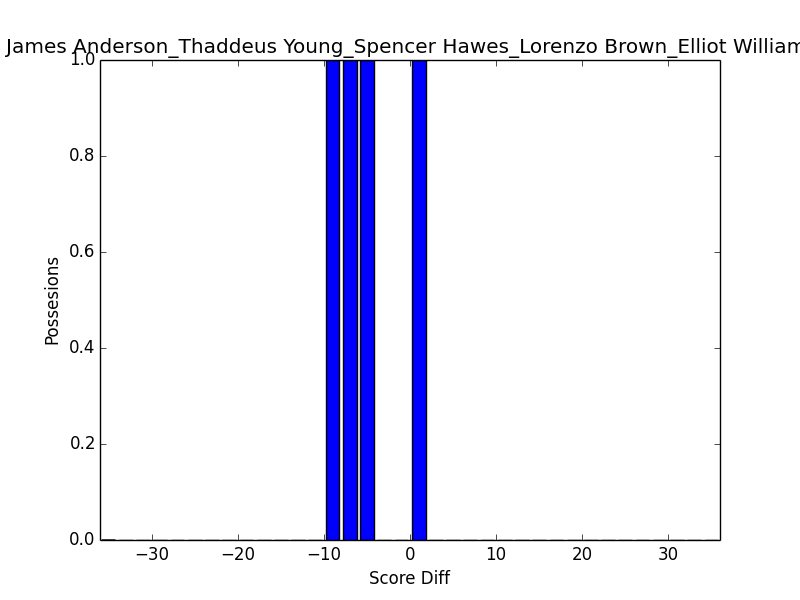 James Anderson_Thaddeus Young_Spencer Hawes_Lorenzo Brown_Elliot William
1.0
0.8
0.6
0.4
0.2
0.0
Possesions
−30 −20 −10 0 10 20 30
Score Diff